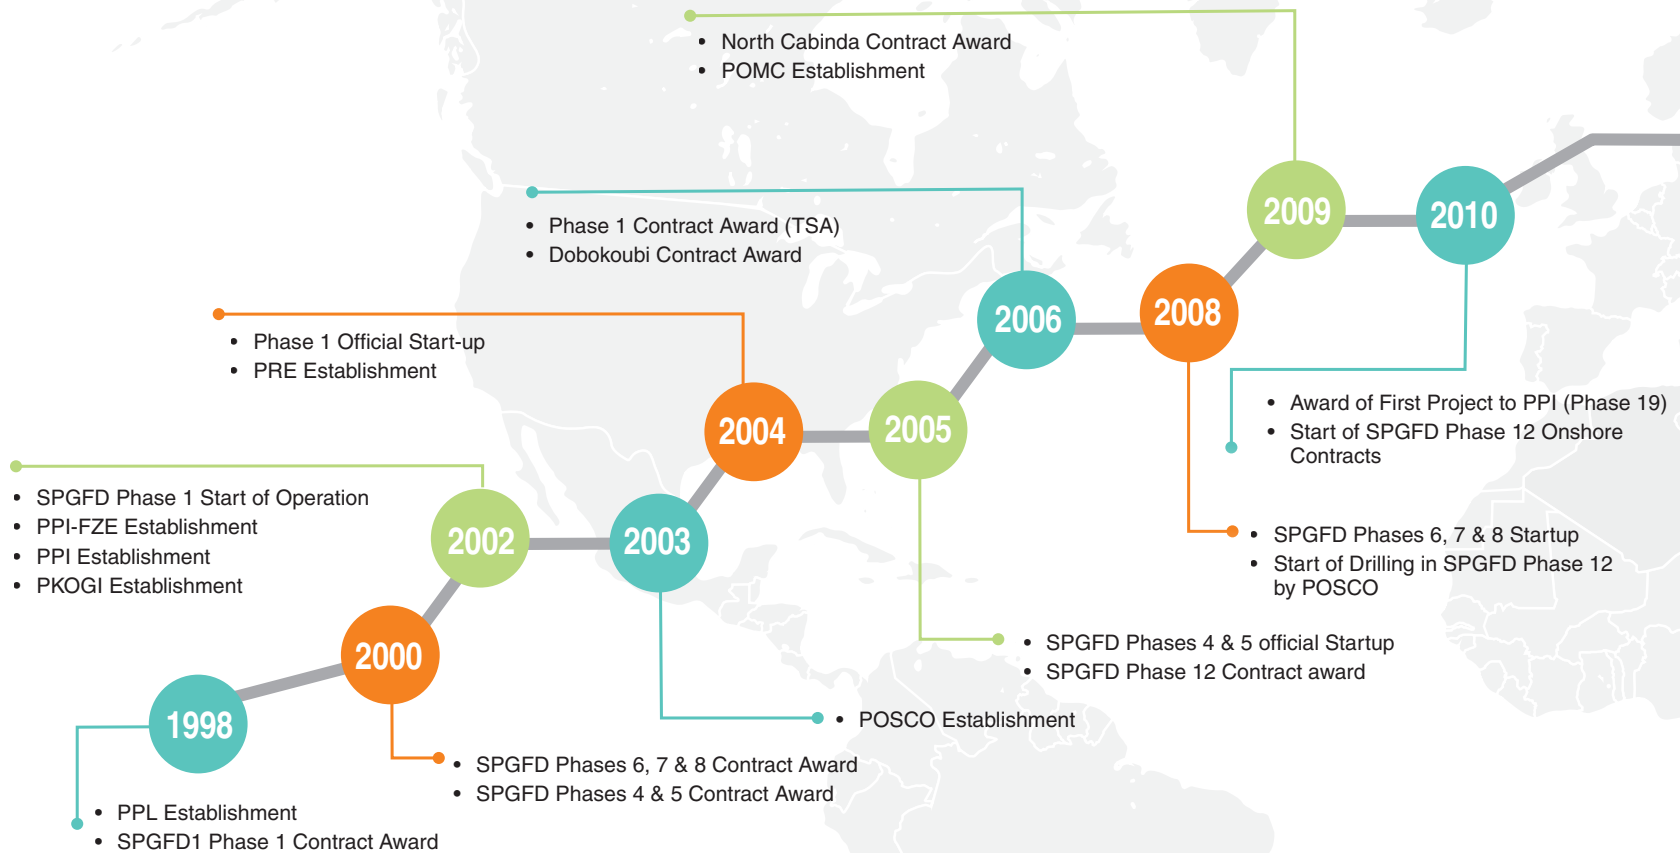 • North Cabinda Contract Award
• POMC Establishment
2009
2010
• Phase 1 Contract Award (TSA)
• Dobokoubi Contract Award
2006
2008
• Phase 1 Official Start-up
• PRE Establishment
2004
2005
• Award of First Project to PPI (Phase 19)
• Start of SPGFD Phase 12 Onshore
Contracts
• SPGFD Phase 1 Start of Operation
• PPI-FZE Establishment
• PPI Establishment
• PKOGI Establishment
2002
2003
• SPGFD Phases 6, 7 & 8 Startup
• Start of Drilling in SPGFD Phase 12
by POSCO
2000
• SPGFD Phases 4 & 5 official Startup
• SPGFD Phase 12 Contract award
1998
• POSCO Establishment
• SPGFD Phases 6, 7 & 8 Contract Award
• SPGFD Phases 4 & 5 Contract Award
• PPL Establishment
• SPGFD1 Phase 1 Contract Award